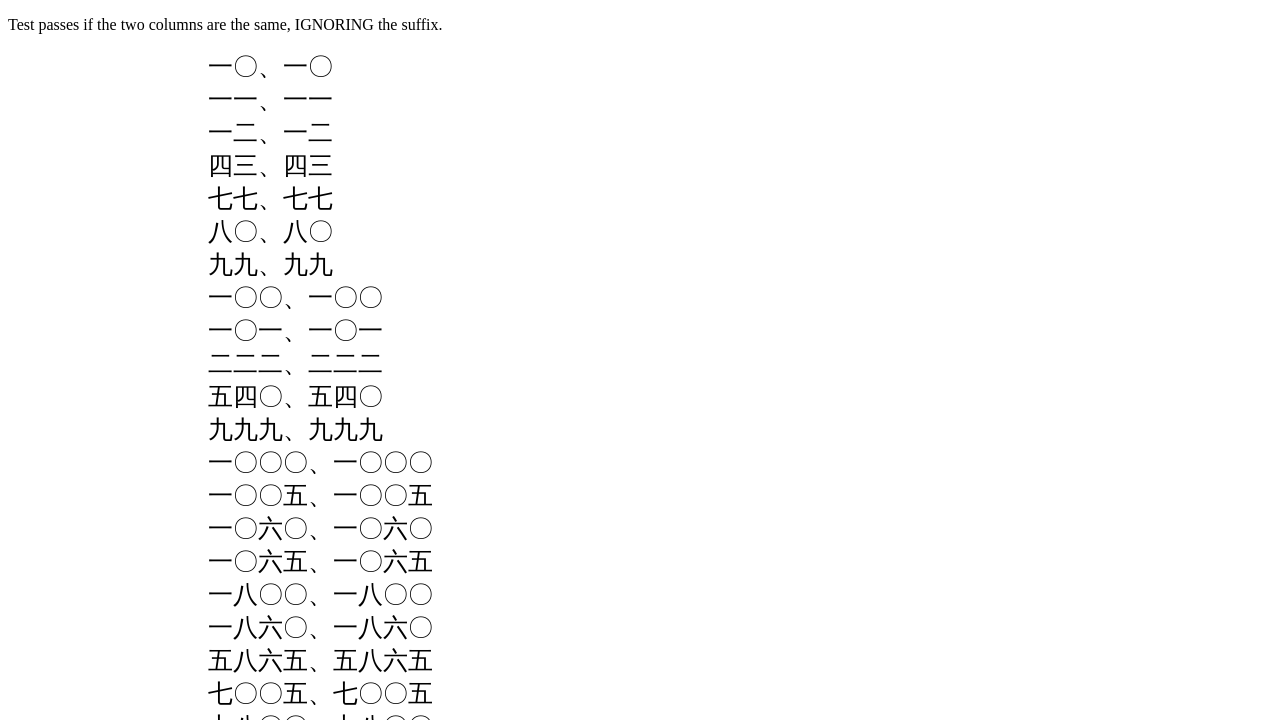 Test passes if the two columns are the same, IGNORING the suffix.
一〇、一〇
一一、一一
一二、一二
四三、四三
七七、七七
八〇、八〇
九九、九九
一〇〇、一〇〇
一〇一、一〇一
二二二、二二二
五四〇、五四〇
九九九、九九九
一〇〇〇、一〇〇〇
一〇〇五、一〇〇五
一〇六〇、一〇六〇
一〇六五、一〇六五
一八〇〇、一八〇〇
一八六〇、一八六〇
五八六五、五八六五
七〇〇五、七〇〇五